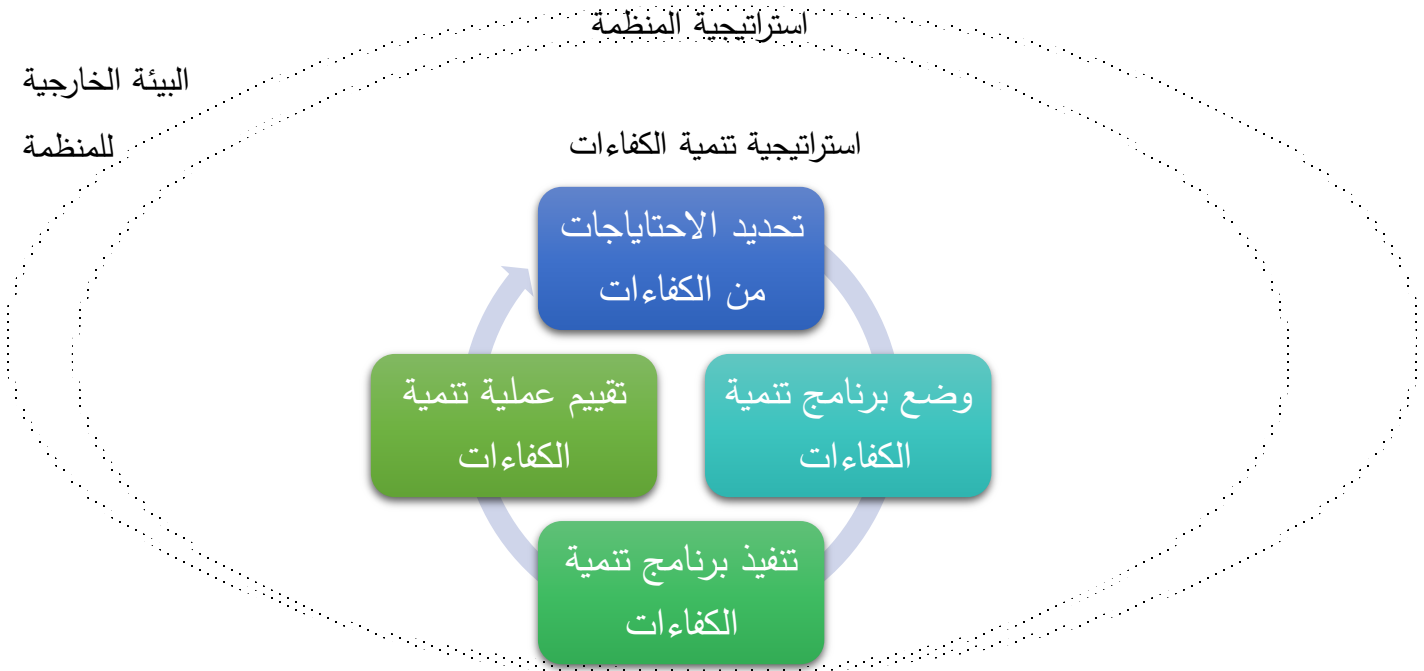 استراتيجية المنظمة
البيئة الخارجية
للمنظمة
استراتيجية تنمية الكفاءات
تحديد الاحتاياجات
من الكفاءات
وضع برنامج تنمية
الكفاءات
تنفيذ برنامج تنمية
الكفاءات
تقييم عملية تنمية
الكفاءات